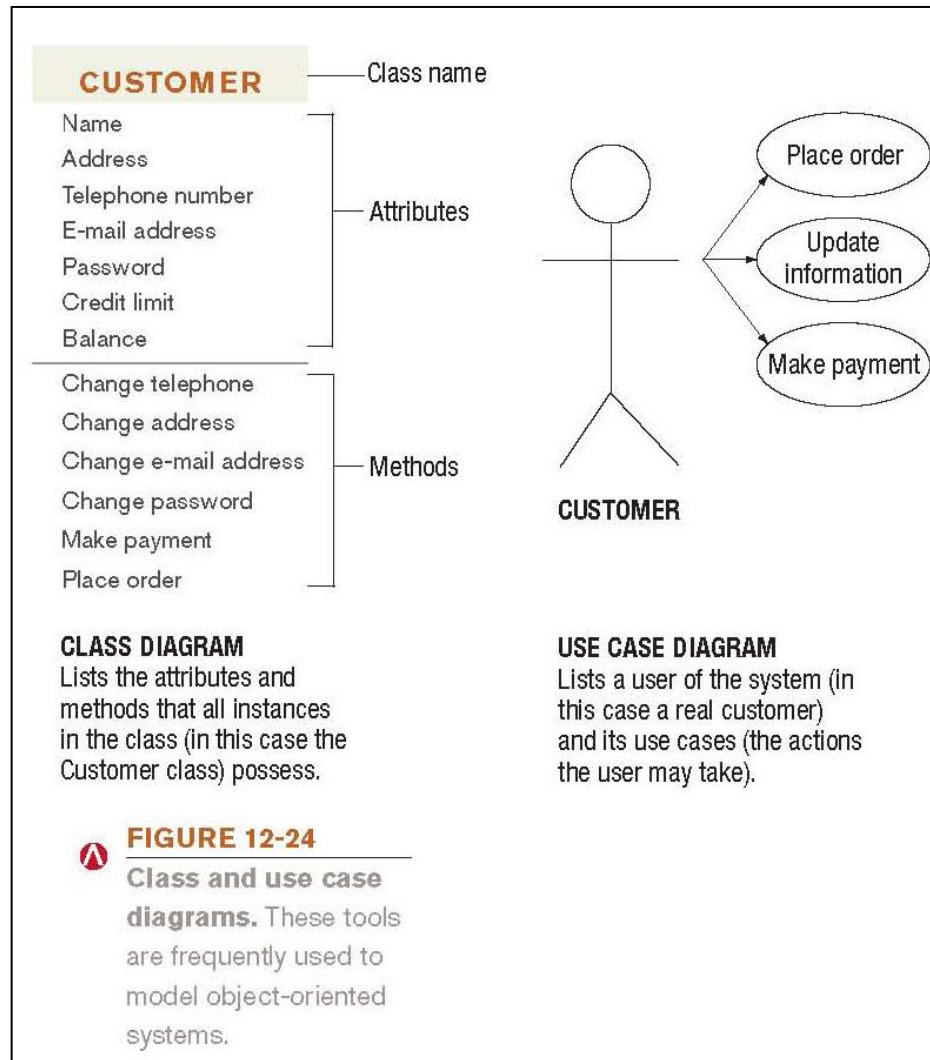 CUSTOMER
Class name
Name
Address
Telephone number
E-mail address
Password
Credit limit
Balance
Attributes
Change telephone
Change address
Change e-mail address
Change password
Make payment
Place order
Methods
CLASS DIAGRAM
Lists the attributes and
methods that all instances
in the class (in this case the
Customer class) possess.
Place order
Update
information
Make payment
CUSTOMER
USE CASE DIAGRAM
Lists a user of the system (in
this case a real customer)
and its use cases (the actions
the user may take).
FIGURE 12-24
Class and use case
diagrams. These tools
are frequently used to
model object-oriented
systems.